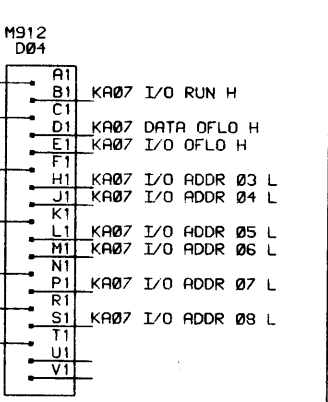 M912
D04
A1
B1 KA07 I/O RUN H
C1
D1 KA07 DATA OFLO H
E1 KA07 I/O OFLO H
F1
H1 KA07 I/O ADDR 03 L
J1 KA07 I/O ADDR 04 L
K1
L1 KA07 I/O ADDR 05 L
M1 KA07 I/O ADDR 06 L
N1
P1 KA07 I/O ADDR 07 L
R1
S1 KA07 I/O ADDR 08 L
T1
U1
V1